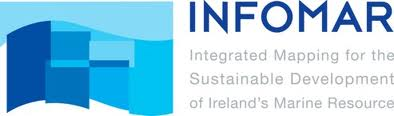 INFOMAR
Integrated Mapping for the
Sustainable Development
of Ireland's Marine Resource